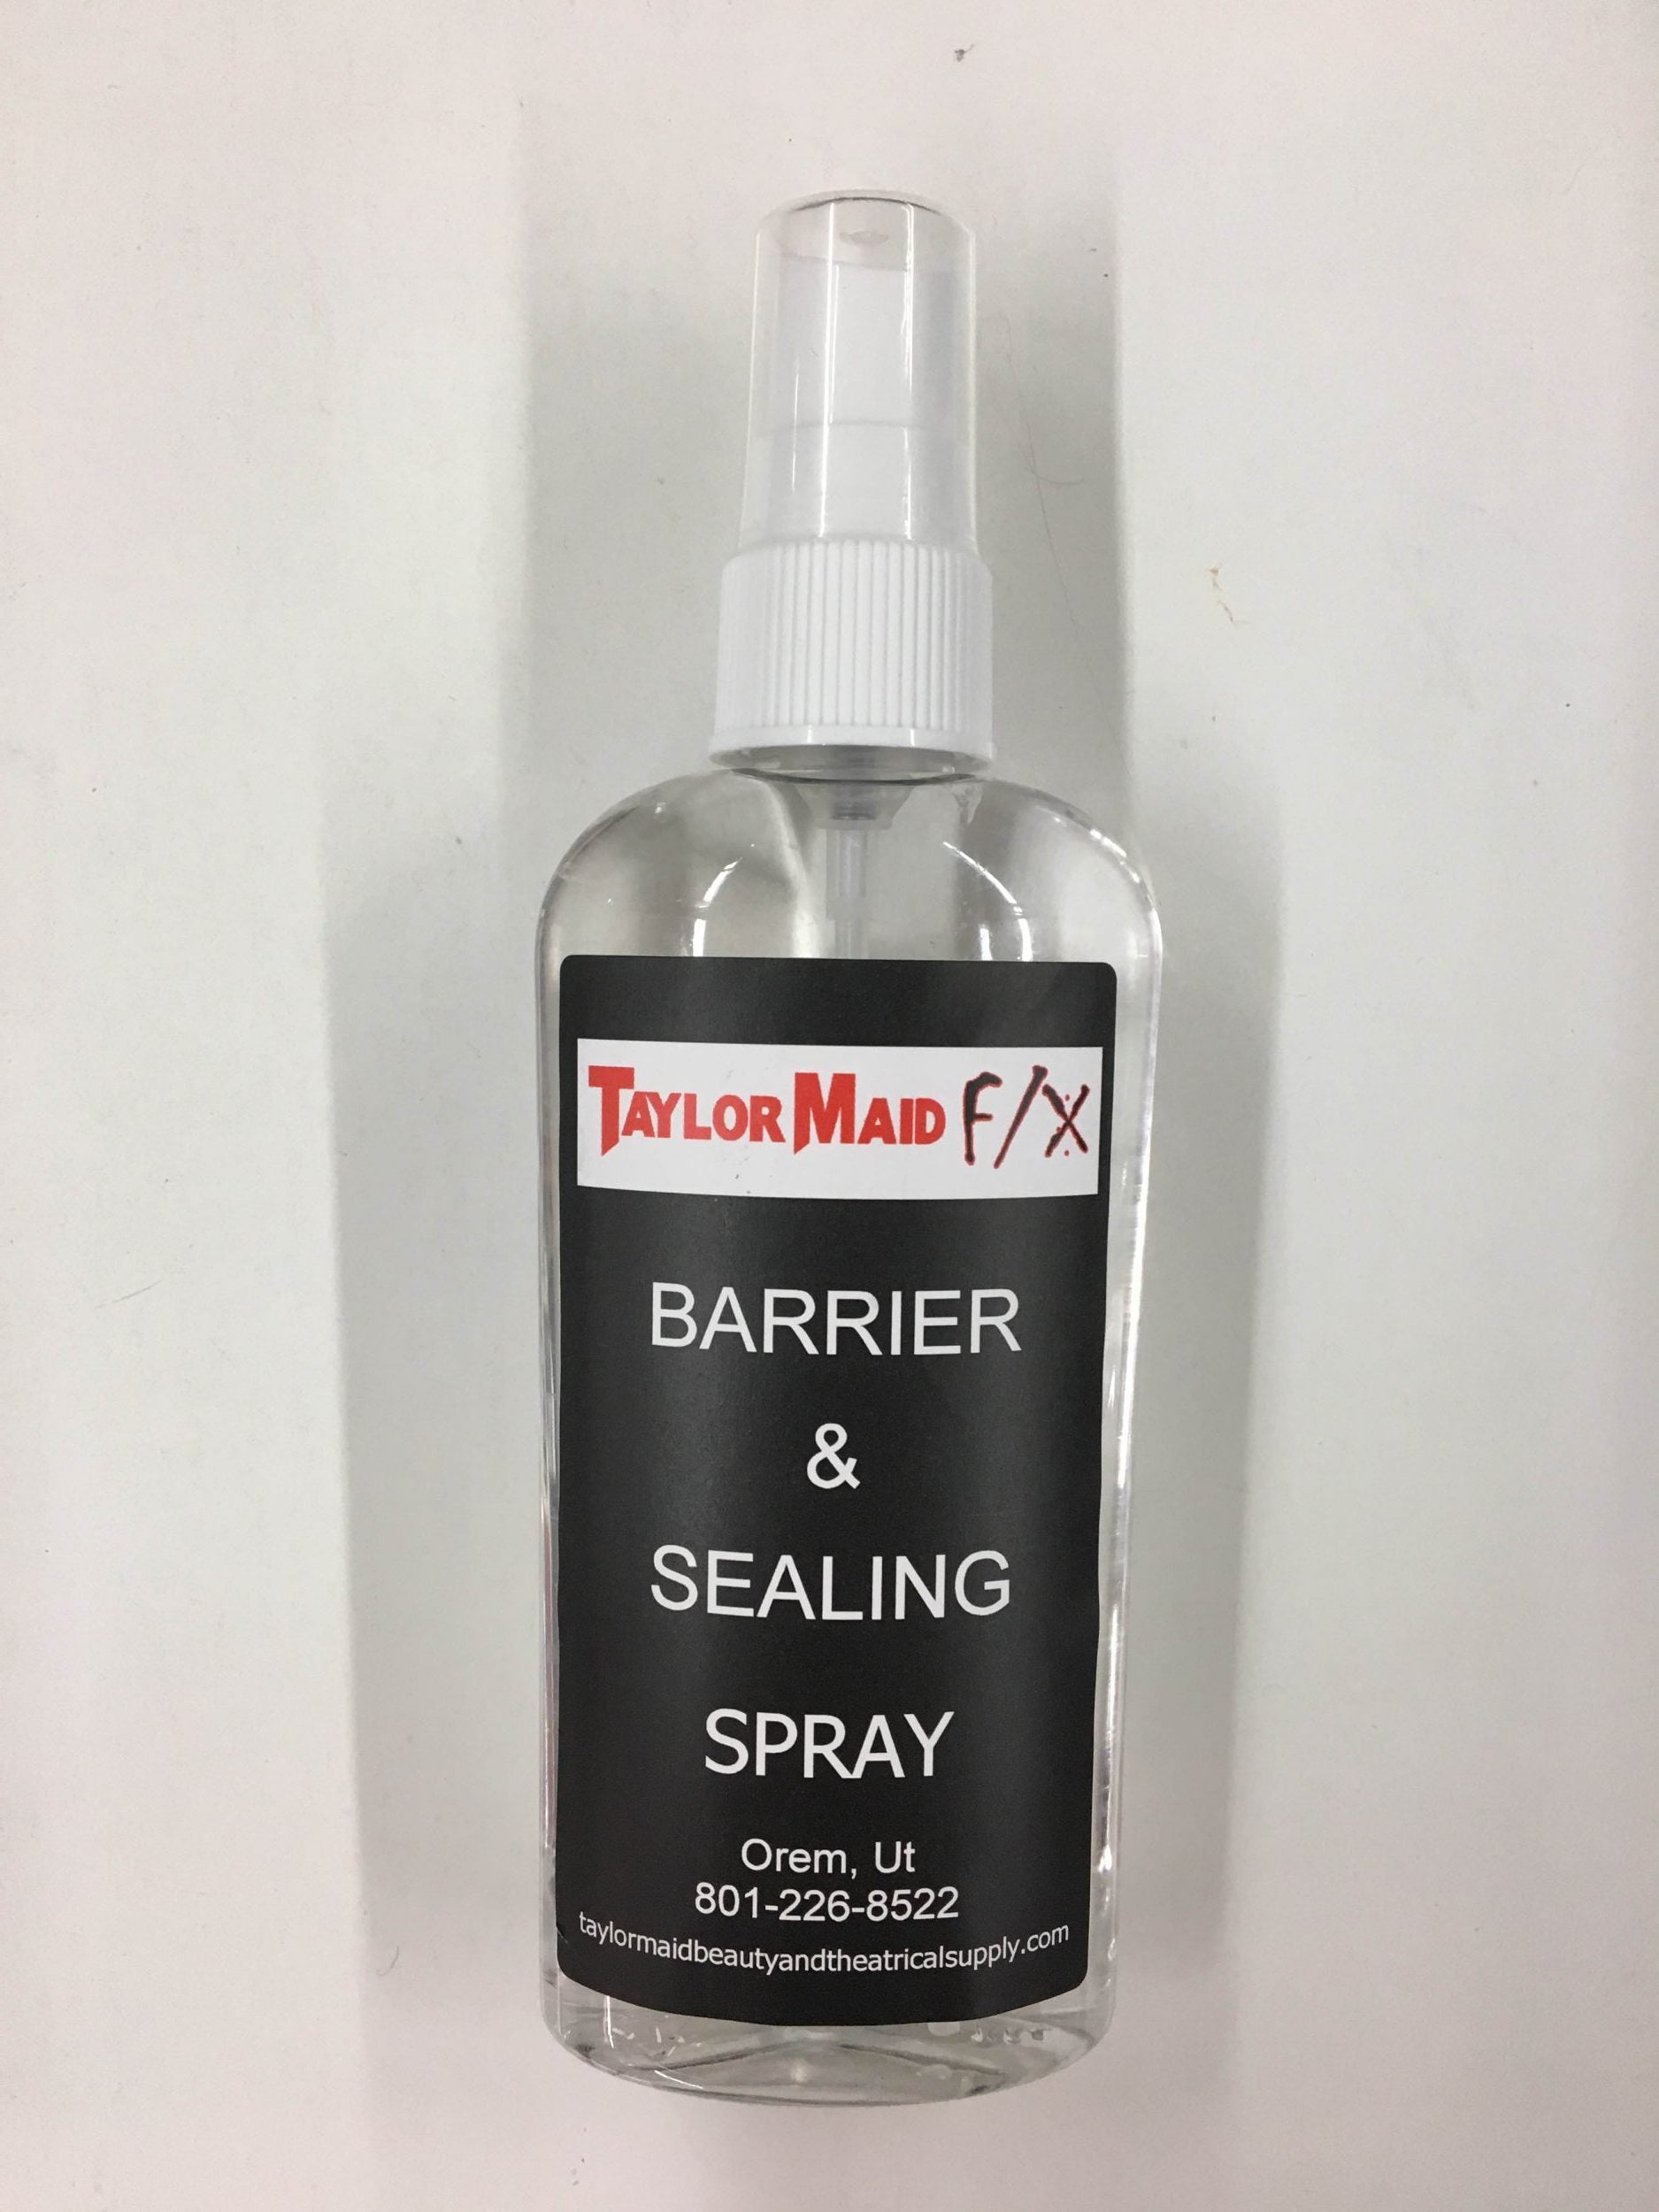 TAYLOR MAID F/X
BARRIER
&
SEALING
SPRAY
Orem, Ut
801-226-8522
taylormaidbeautyandtheatricalsupply.com